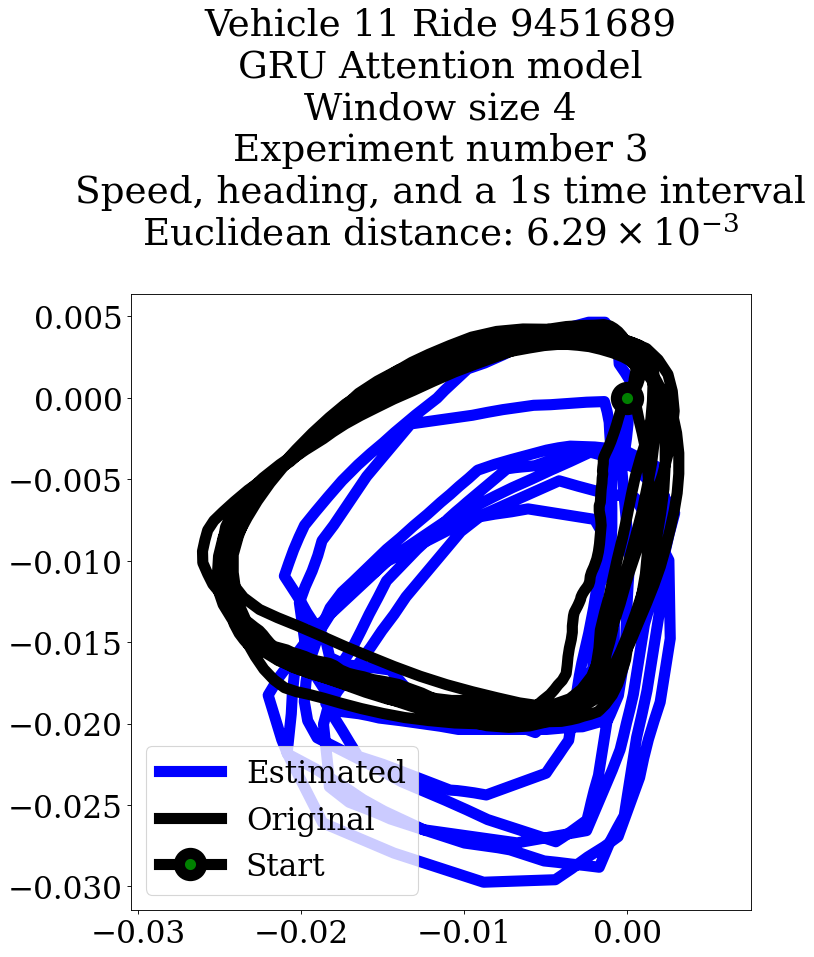 Vehicle 11 Ride 9451689
GRU Attention model
Window size 4
Experiment number 3
Speed, heading, and a 1s time interval
Euclidean distance: 6.29 × 10⁻³
0.005
0.000
−0.005
−0.010
−0.015
−0.020
−0.025
−0.030
Estimated
Original
Start
−0.03
−0.02
−0.01
0.00